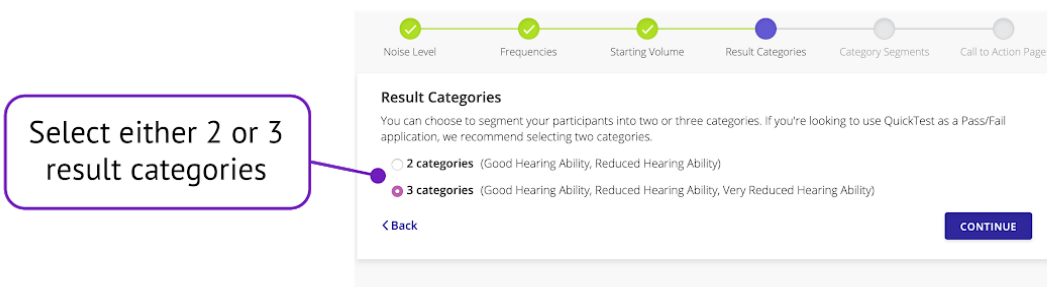 Noise Level
Frequencies
Starting Volume
Result Categories
Category Segments
Call to Action Page
Result Categories
You can choose to segment your participants into two or three categories. If you're looking to use QuickTest as a Pass/Fail
application, we recommend selecting two categories.
2 categories (Good Hearing Ability, Reduced Hearing Ability)
3 categories (Good Hearing Ability, Reduced Hearing Ability, Very Reduced Hearing Ability)
Back
CONTINUE
Select either 2 or 3
result categories